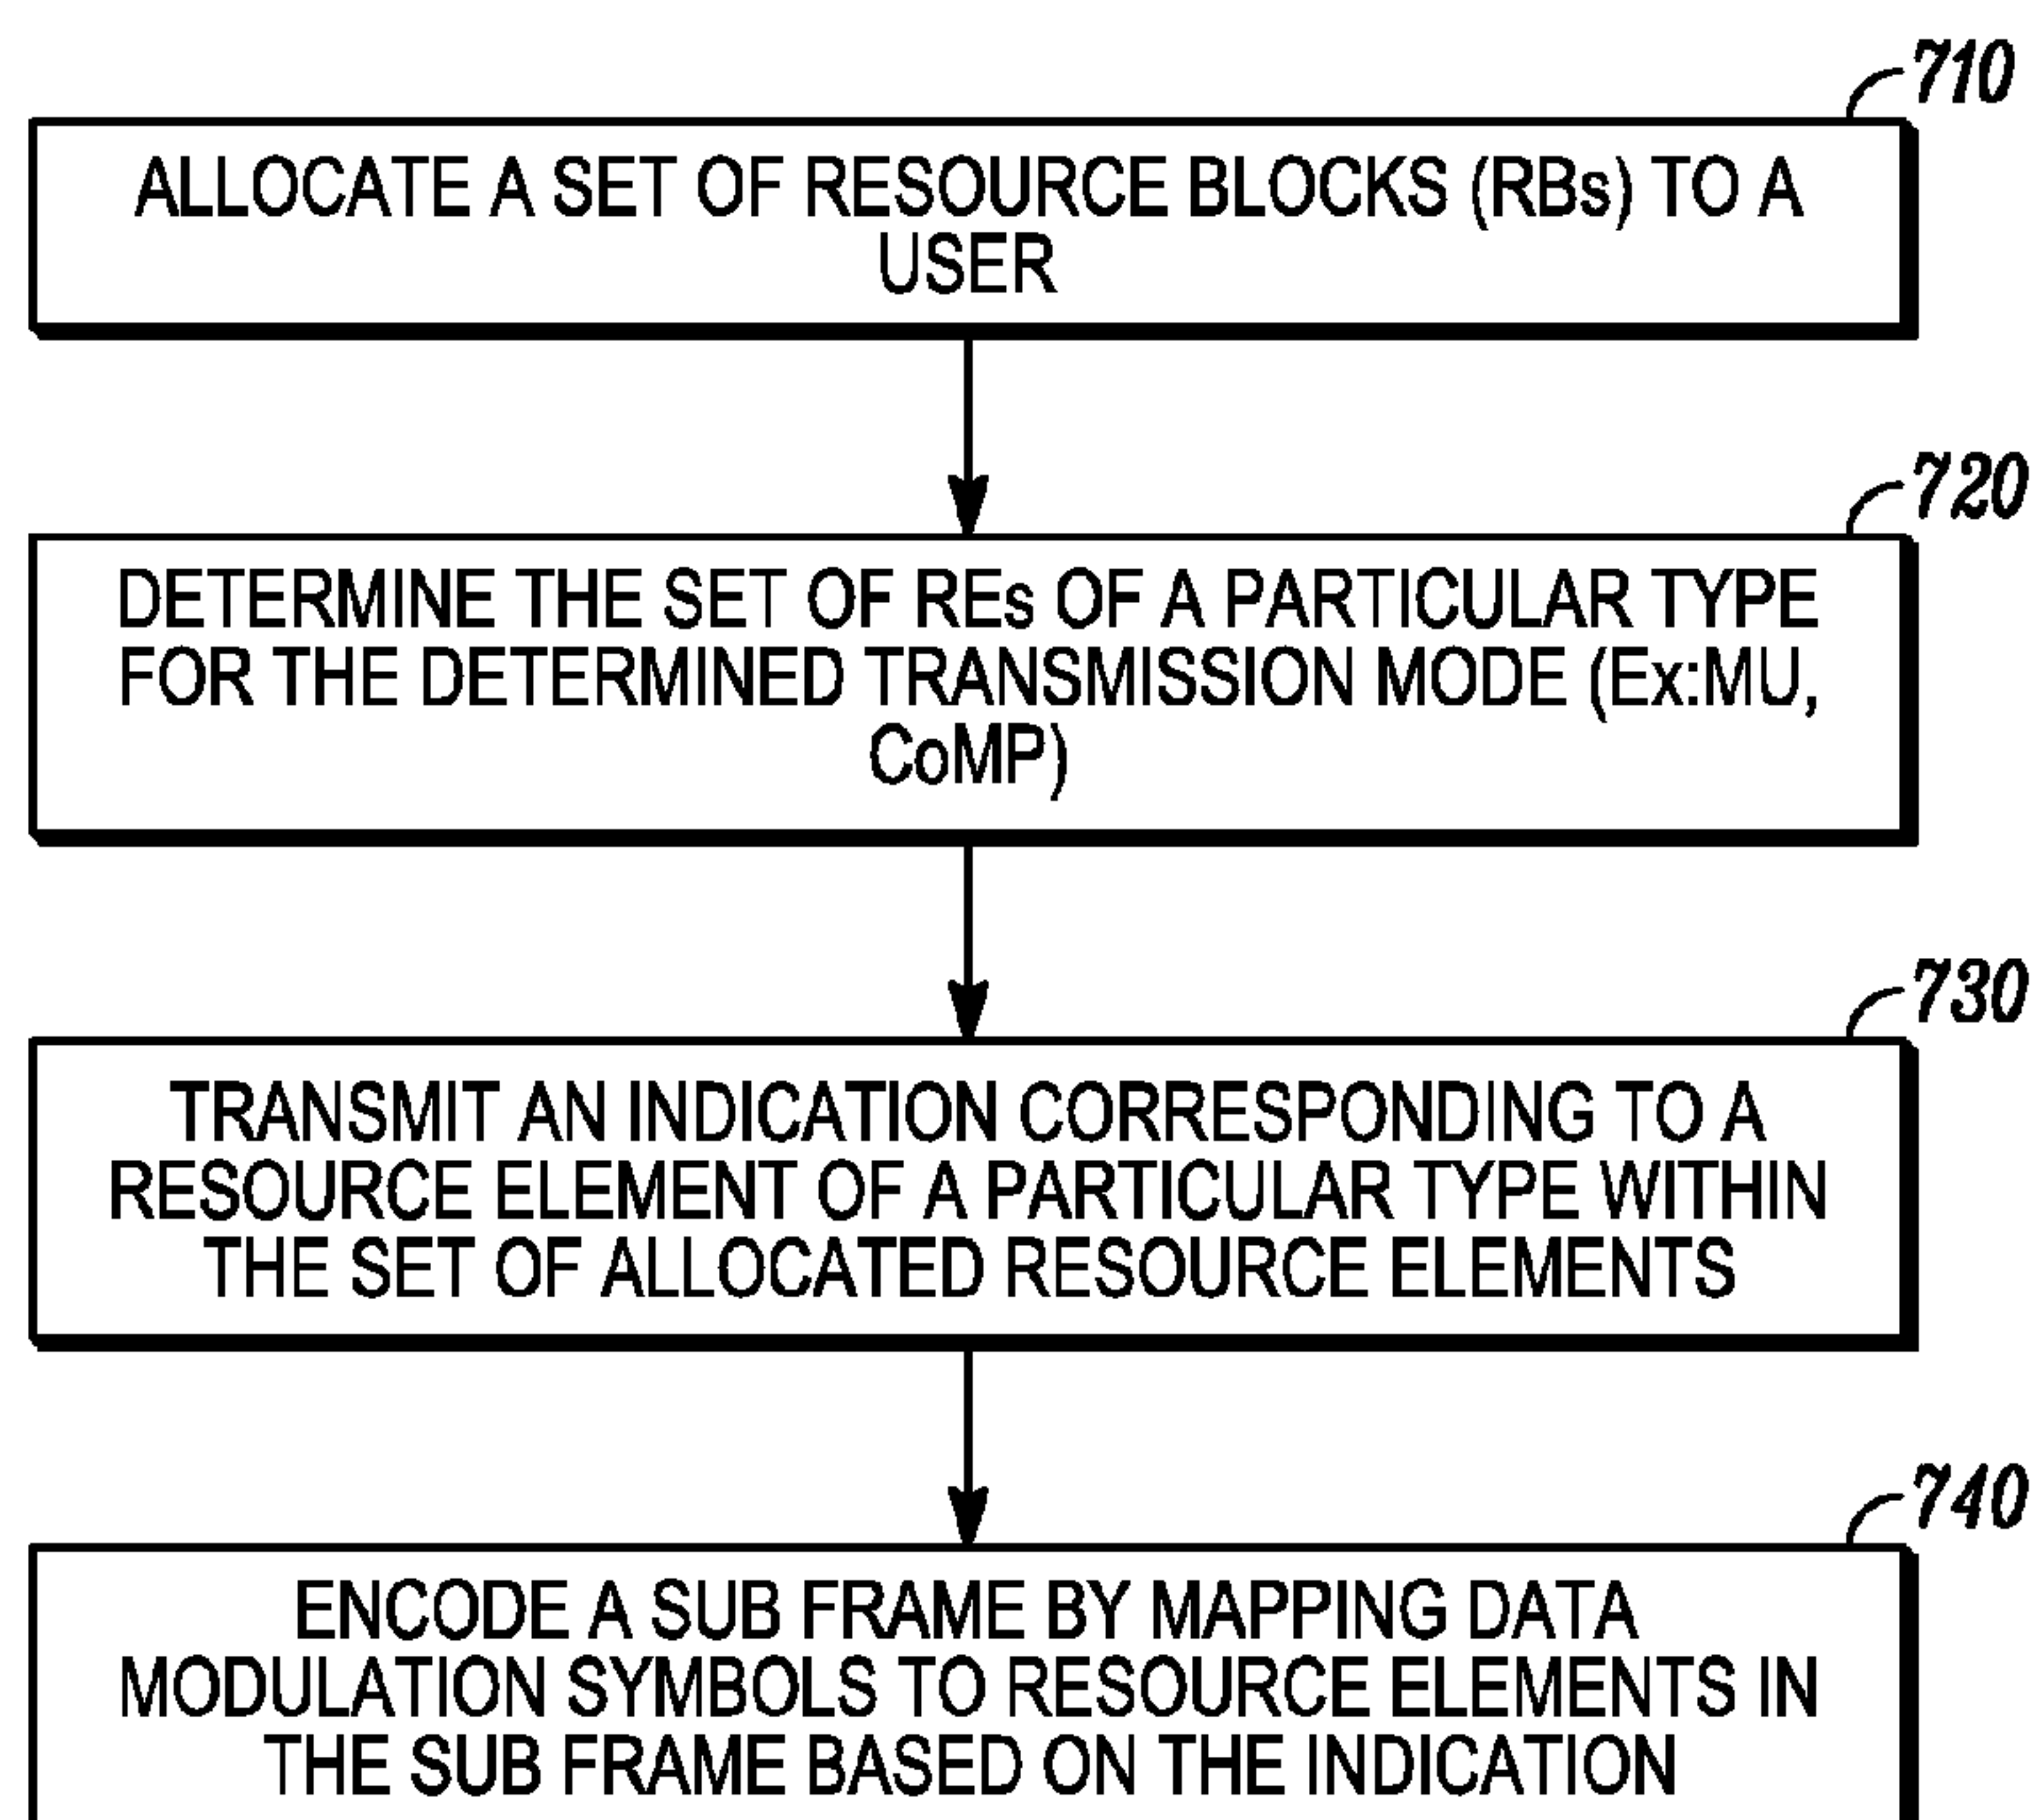 710
ALLOCATE A SET OF RESOURCE BLOCKS (RBs) TO A
USER
720
DETERMINE THE SET OF REs OF A PARTICULAR TYPE
FOR THE DETERMINED TRANSMISSION MODE (Ex:MU,
CoMP)
730
TRANSMIT AN INDICATION CORRESPONDING TO A
RESOURCE ELEMENT OF A PARTICULAR TYPE WITHIN
THE SET OF ALLOCATED RESOURCE ELEMENTS
740
ENCODE A SUB FRAME BY MAPPING DATA
MODULATION SYMBOLS TO RESOURCE ELEMENTS IN
THE SUB FRAME BASED ON THE INDICATION